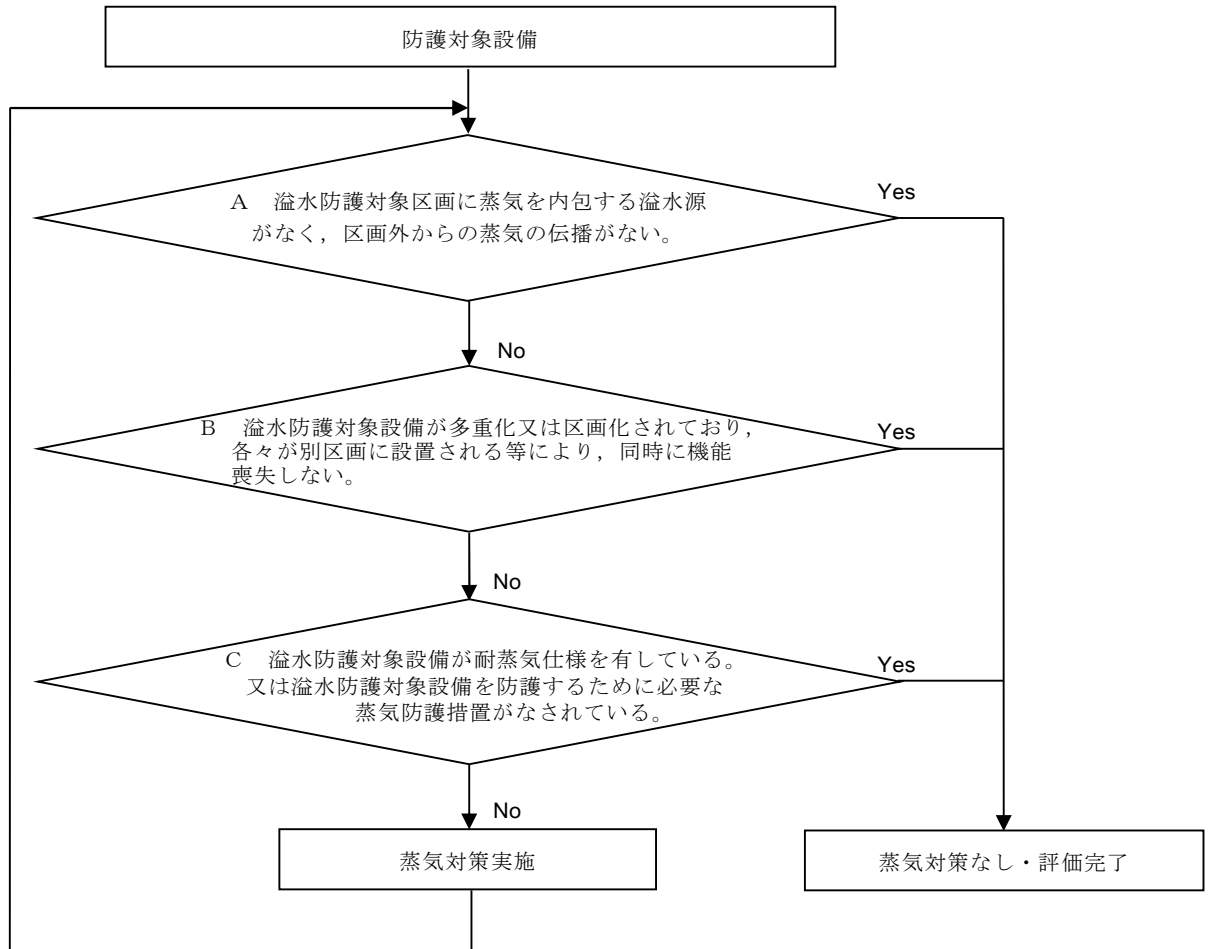 防護対象設備
A　溢水防護対象区画に蒸気を内包する溢水源
がなく，区画外からの蒸気の伝播がない。
Yes
No
B　溢水防護対象設備が多重化又は区画化されており，
各々が別区画に設置される等により，同時に機能
喪失しない。
Yes
No
C　溢水防護対象設備が耐蒸気仕様を有している。
又は溢水防護対象設備を防護するために必要な
蒸気防護措置がなされている。
Yes
No
蒸気対策実施
蒸気対策なし・評価完了